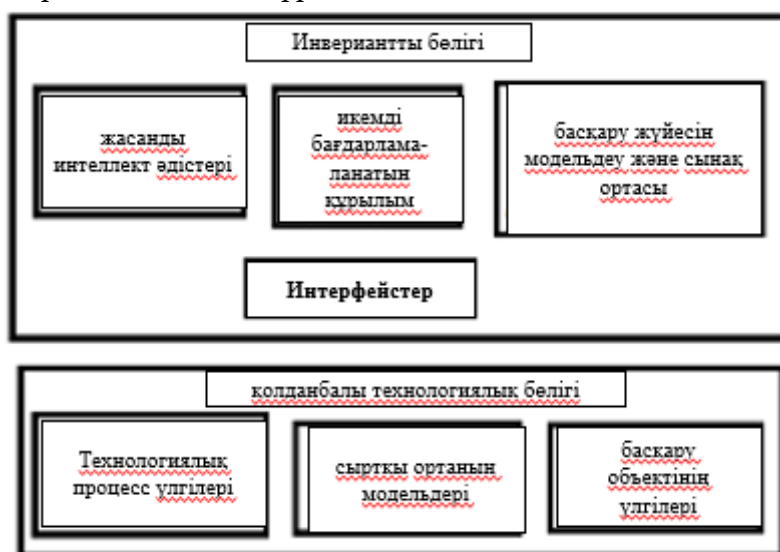 Инвериантты бөлігі
жасанды
интеллект әдістері
икемді
бағдарлама-
ланатын
құрылым
басқару жүйесін
модельдеу және сынақ
ортасы
Интерфейстер
қолданбалы технологиялық бөлігі
Технологиялық
процесс үлгілері
сыртқы ортаның
модельдері
басқару
объектінің
үлгілері